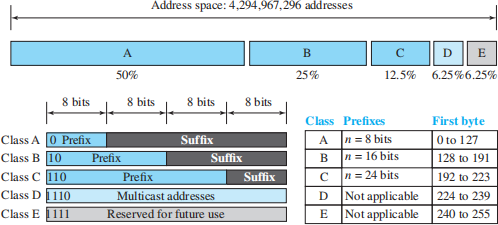 Address space: 4,294,967,296 addresses
A B C D E
50% 25% 12.5% 6.25% 6.25%
8 bits 8 bits 8 bits 8 bits
Class A 0 Prefix Suffix
Class B 10 Prefix Suffix
Class C 110 Prefix Suffix
Class D 1110 Multicast addresses
Class E 1111 Reserved for future use
Class Prefixes First byte
A n = 8 bits 0 to 127
B n = 16 bits 128 to 191
C n = 24 bits 192 to 223
D Not applicable 224 to 239
E Not applicable 240 to 255